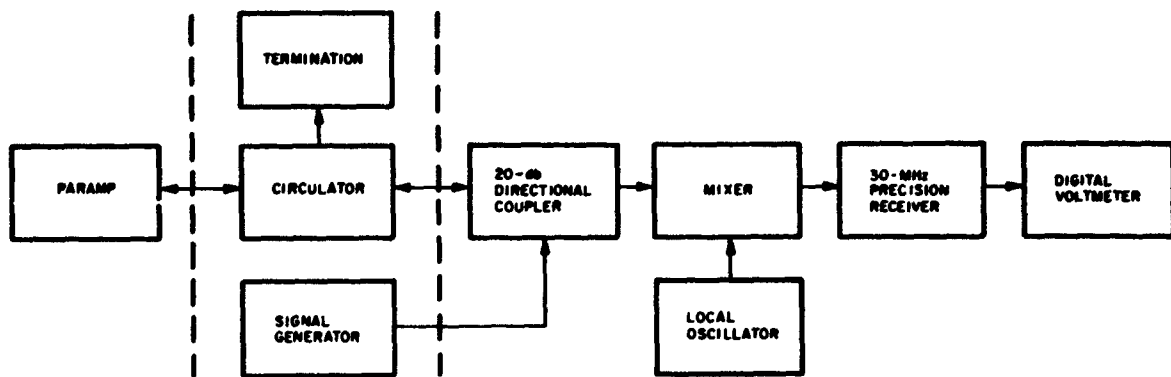 TERMINATION
PARAMP
CIRCULATOR
20-db
DIRECTIONAL
COUPLER
MIXER
30-MHz
PRECISION
RECEIVER
DIGITAL
VOLTMETER
SIGNAL
GENERATOR
LOCAL
OSCILLATOR